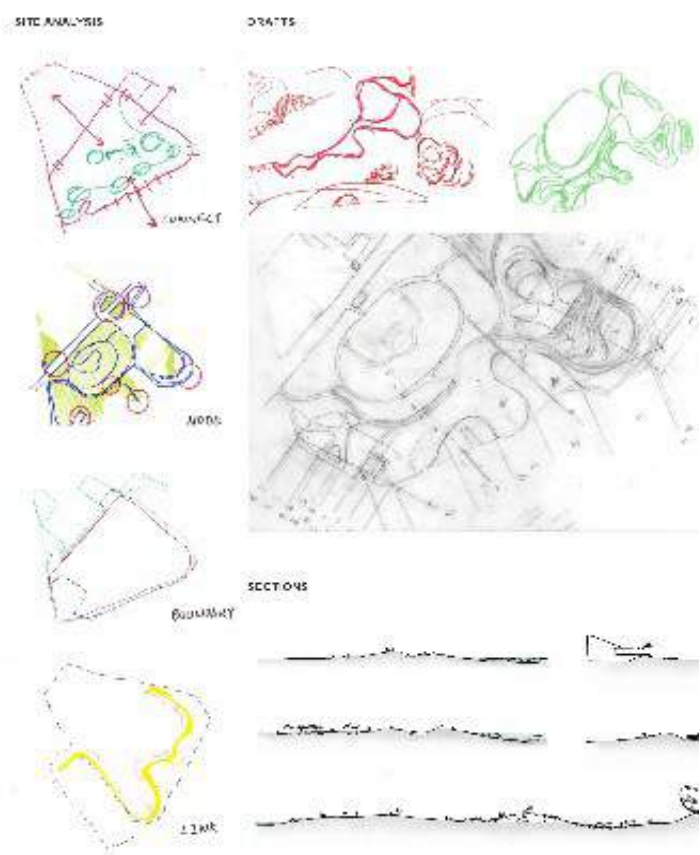 SITE ANALYSIS
DRAFTS
CONNECT
NODE
BOUNDARY
SECTIONS
LINK